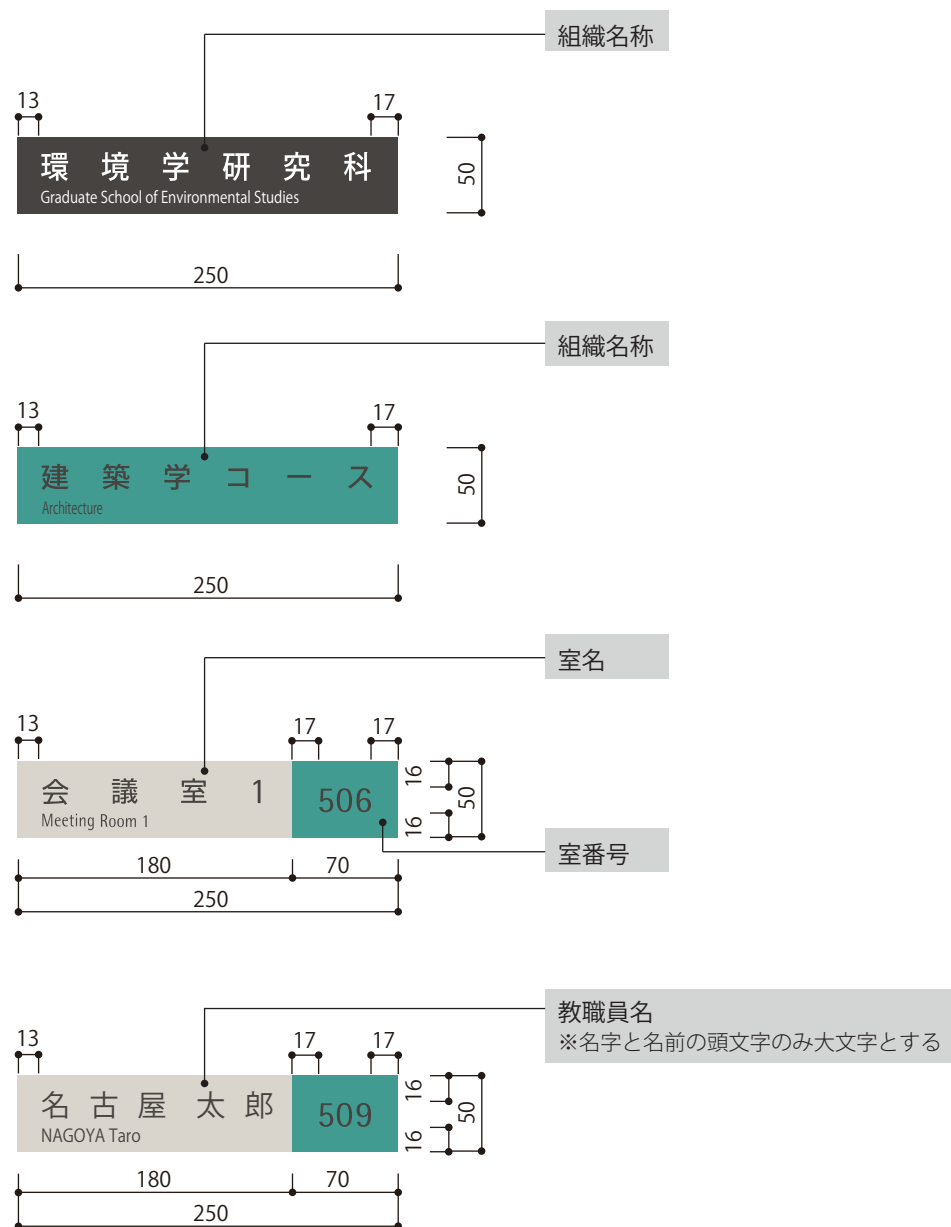 組織名称
13
17
環境学研究科
Graduate School of Environmental Studies
50
250
組織名称
13
17
建築学コース
Architecture
50
250
室名
13
17
17
会議室1
Meeting Room 1
506
16
16
50
室番号
180
70
250
教職員名
※名字と名前の頭文字のみ大文字とする
13
17
17
名古屋 太郎
NAGOYA Taro
509
16
16
50
180
70
250